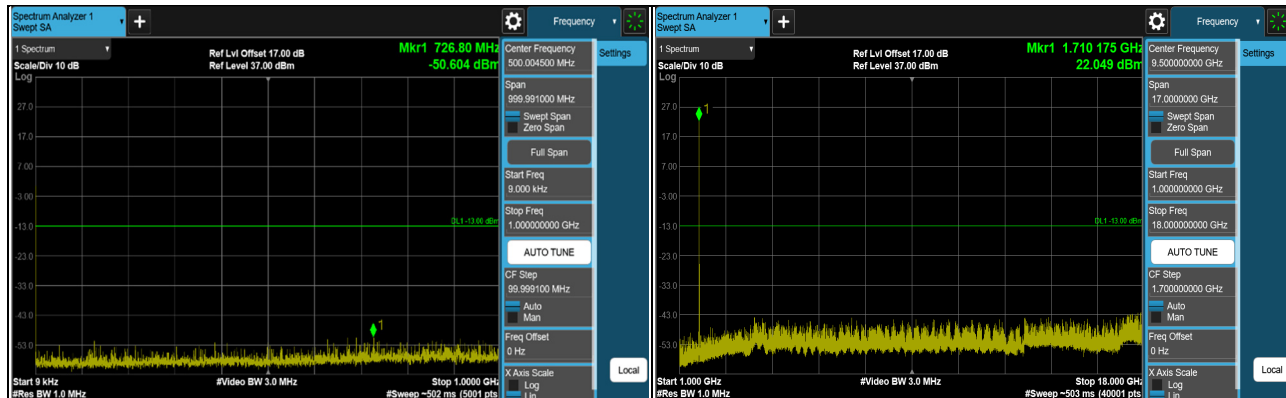 Spectrum Analyzer 1
Swept SA
+
Frequency
1 Spectrum
Scale/Div 10 dB
Log
Ref Lvl Offset 17.00 dB
Ref Level 37.00 dBm
Mkr1 726.80 MHz
-50.604 dBm
27.0
17.0
7.00
-3.00
-13.0
-23.0
-33.0
-43.0
-53.0
DL1 -13.00 dBm
1
Start 9 kHz
#Res BW 1.0 MHz
#Video BW 3.0 MHz
Stop 1.0000 GHz
#Sweep ~502 ms (5001 pts
Center Frequency
500.004500 MHz
Span
999.991000 MHz
Swept Span
Zero Span
Full Span
Start Freq
9.000 kHz
Stop Freq
1.000000000 GHz
AUTO TUNE
CF Step
99.999100 MHz
Auto
Man
Freq Offset
0 Hz
X Axis Scale
Log
Lin
Settings
Local
Spectrum Analyzer 1
Swept SA
+
Frequency
1 Spectrum
Scale/Div 10 dB
Log
Ref Lvl Offset 17.00 dB
Ref Level 37.00 dBm
Mkr1 1.710 175 GHz
22.049 dBm
27.0
17.0
7.00
-3.00
-13.0
-23.0
-33.0
-43.0
-53.0
DL1 -13.00 dBm
1
Start 1.000 GHz
#Res BW 1.0 MHz
#Video BW 3.0 MHz
Stop 18.000 GHz
#Sweep ~503 ms (40001 pts
Center Frequency
9.500000000 GHz
Span
17.0000000 GHz
Swept Span
Zero Span
Full Span
Start Freq
1.000000000 GHz
Stop Freq
18.000000000 GHz
AUTO TUNE
CF Step
1.700000000 GHz
Auto
Man
Freq Offset
0 Hz
X Axis Scale
Log
Lin
Settings
Local